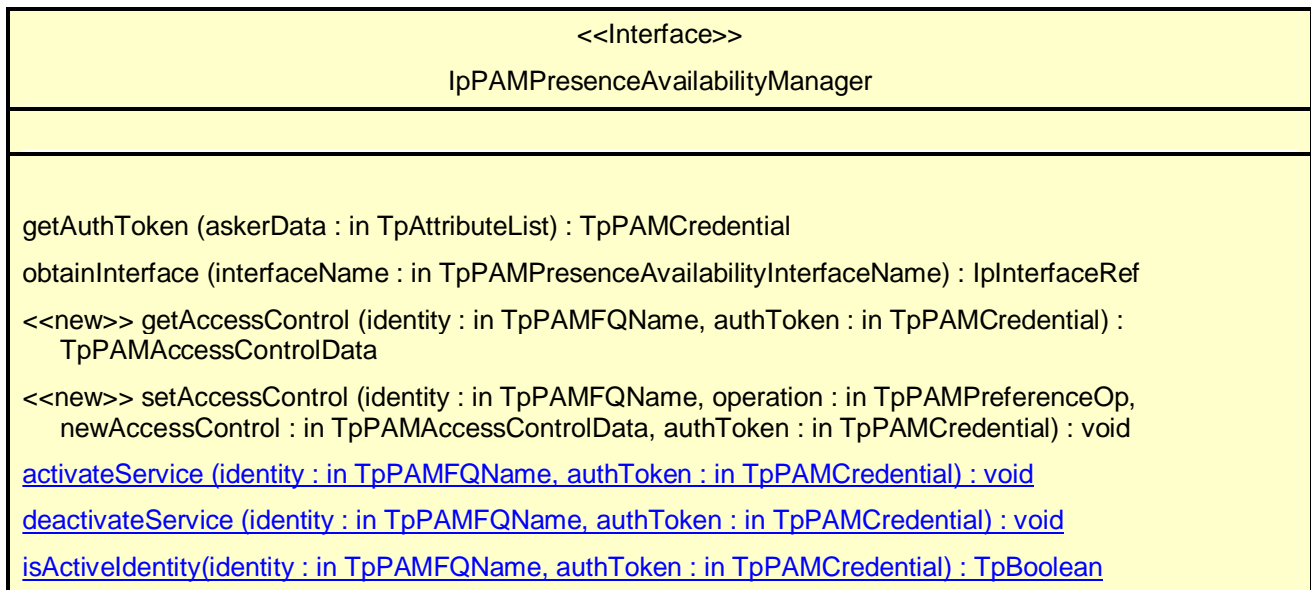 <<Interface>>
IpPAMPresenceAvailabilityManager
getAuthToken (askerData : in TpAttributeList) : TpPAMCredential
obtainInterface (interfaceName : in TpPAMPresenceAvailabilityInterfaceName) : IpInterfaceRef
<<new>> getAccessControl (identity : in TpPAMFQName, authToken : in TpPAMCredential) :
TpPAMAccessControlData
<<new>> setAccessControl (identity : in TpPAMFQName, operation : in TpPAMPreferenceOp,
newAccessControl : in TpPAMAccessControlData, authToken : in TpPAMCredential) : void
activateService (identity : in TpPAMFQName, authToken : in TpPAMCredential) : void
deactivateService (identity : in TpPAMFQName, authToken : in TpPAMCredential) : void
isActiveIdentity(identity : in TpPAMFQName, authToken : in TpPAMCredential) : TpBoolean